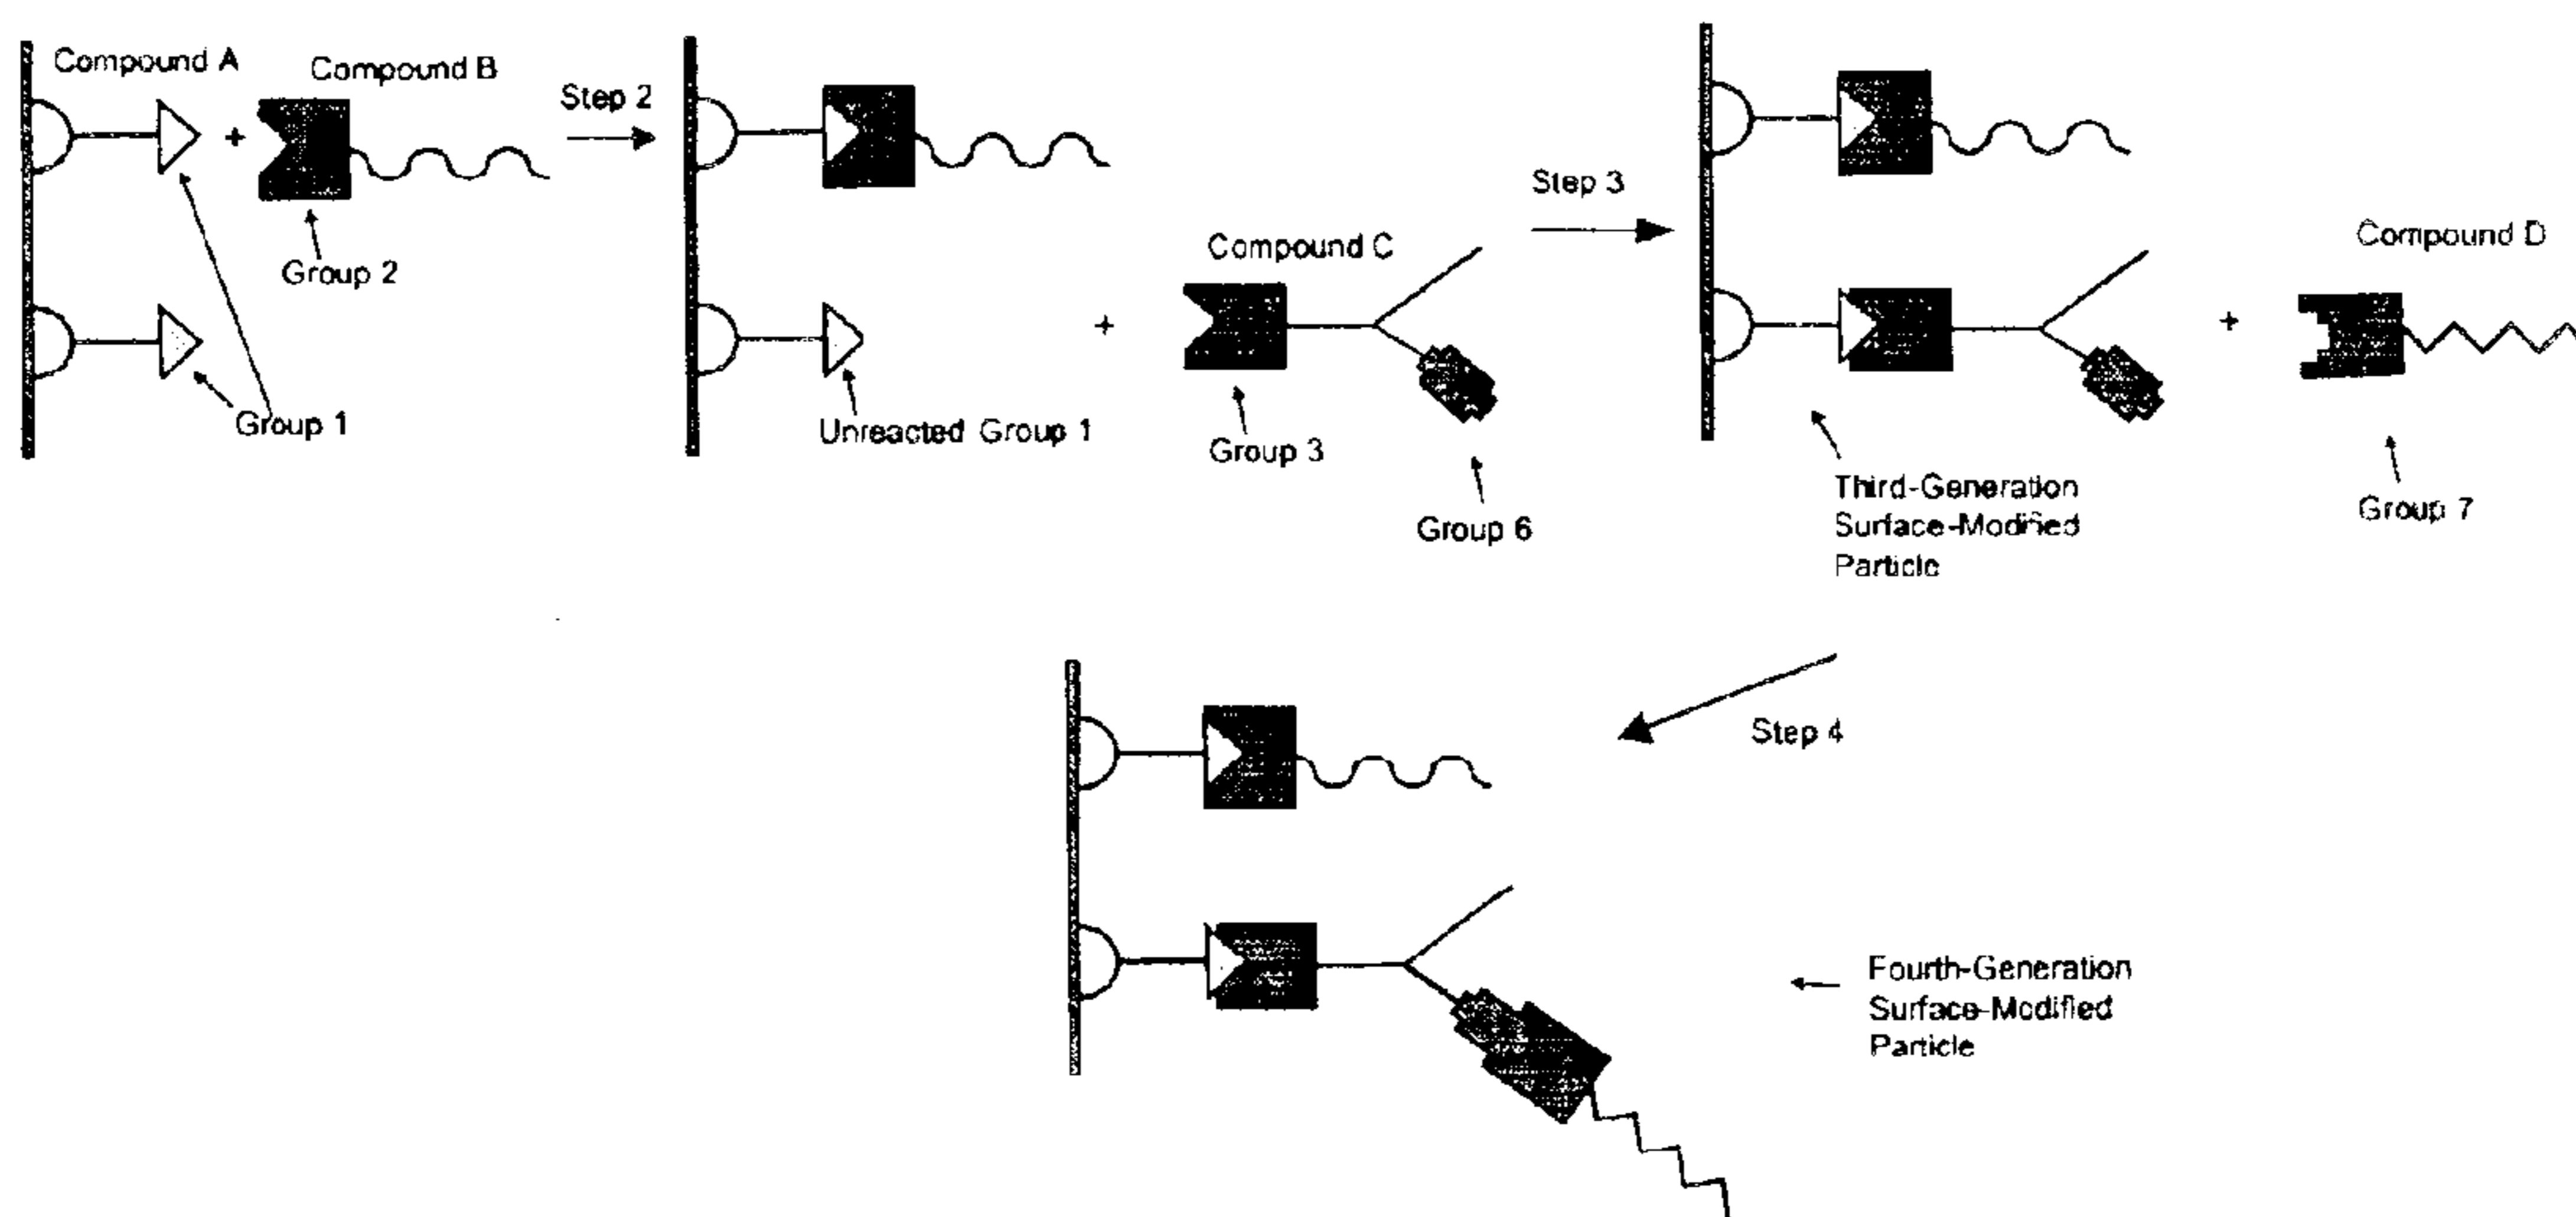 Compound A
Compound B
Step 2
Group 2
Group 1
Unreacted Group 1
+
+
Compound C
Group 3
Group 6
Step 3
Third-Generation
Surface-Modified
Particle
+
Compound D
Group 7
Step 4
Fourth-Generation
Surface-Modified
Particle